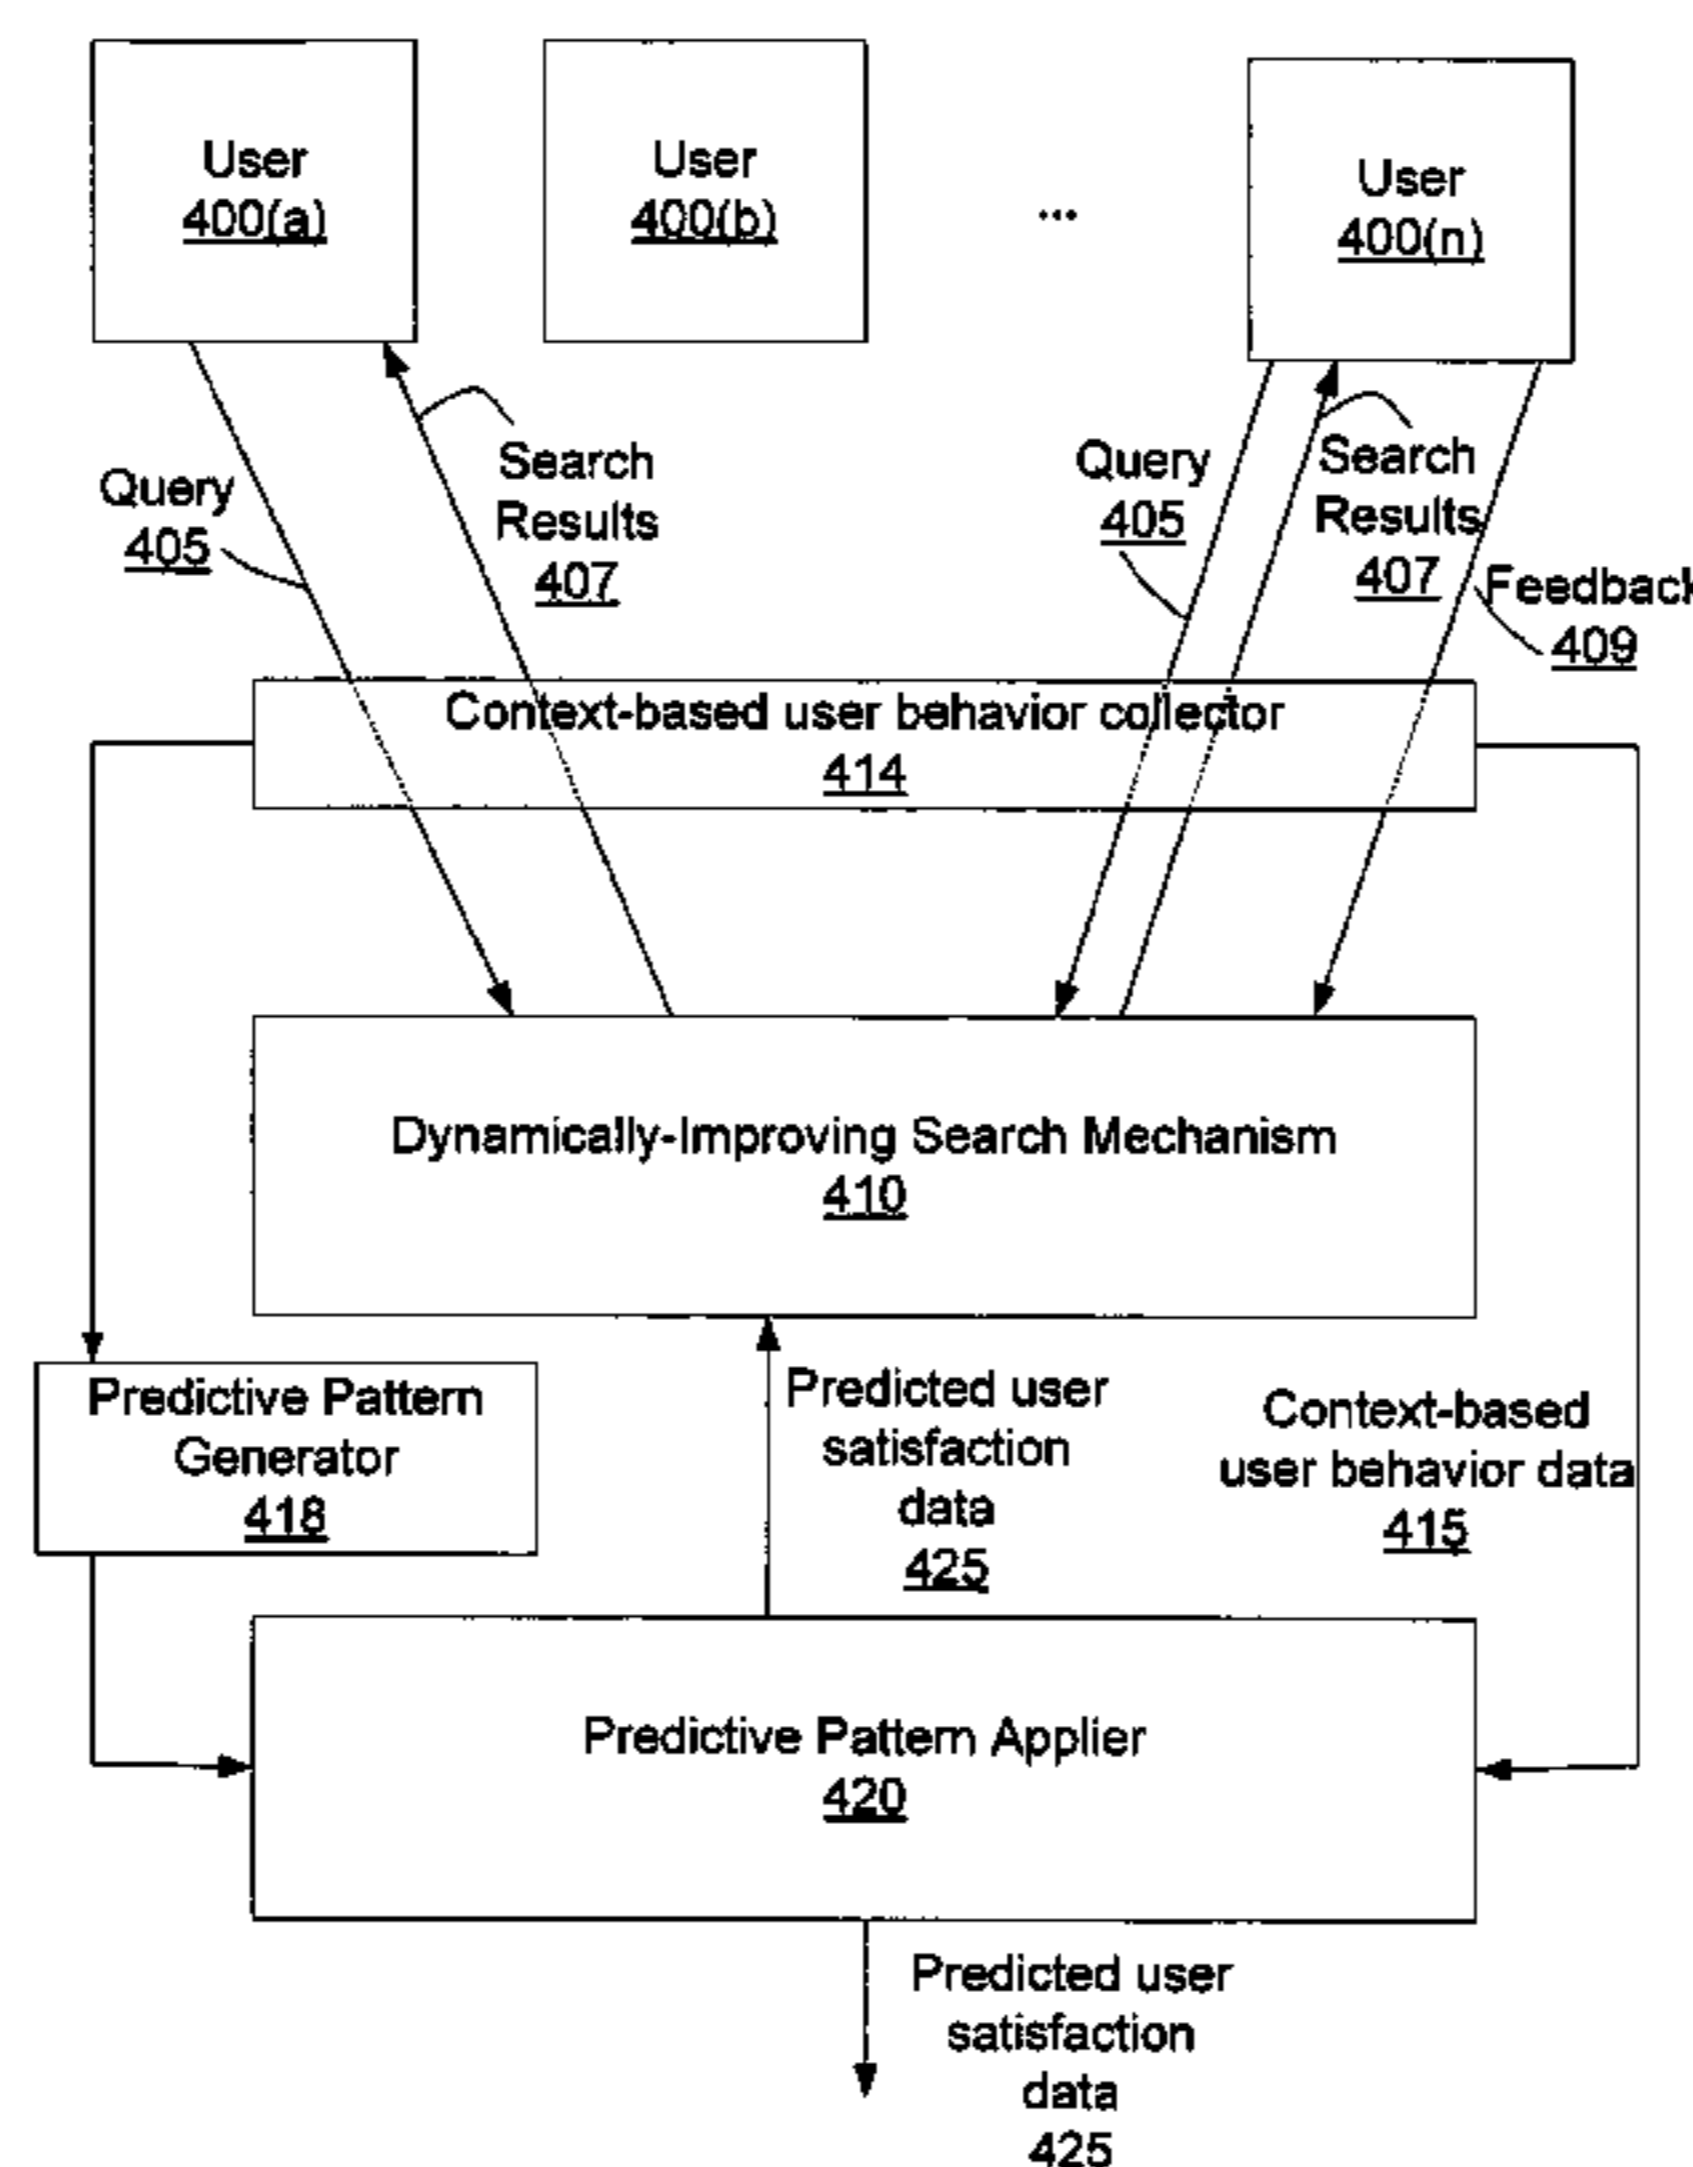 User
400(a)
User
400(b)
...
User
400(n)
Query
405
Search
Results
407
Query
405
Search
Results
407
Feedback
409
Context-based user behavior collector
414
Dynamically-Improving Search Mechanism
410
Predictive Pattern
Generator
418
Predicted user
satisfaction
data
425
Context-based
user behavior data
415
Predictive Pattern Applier
420
Predicted user
satisfaction
data
425